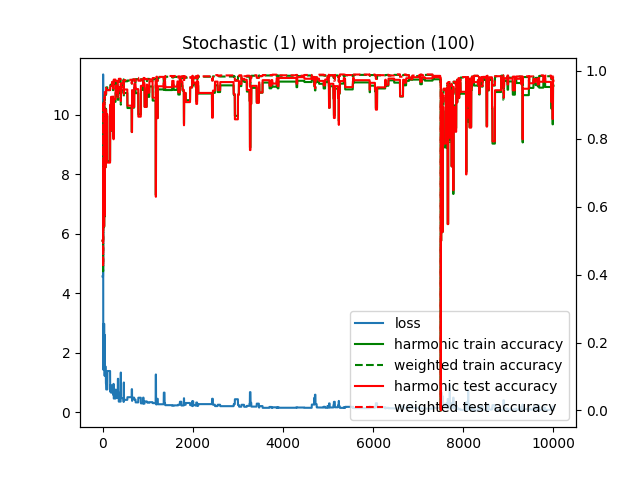 Stochastic (1) with projection (100)
10
8
6
4
2
0
1.0
0.8
0.6
0.4
0.2
0.0
loss
harmonic train accuracy
weighted train accuracy
harmonic test accuracy
weighted test accuracy
0 2000 4000 6000 8000 10000